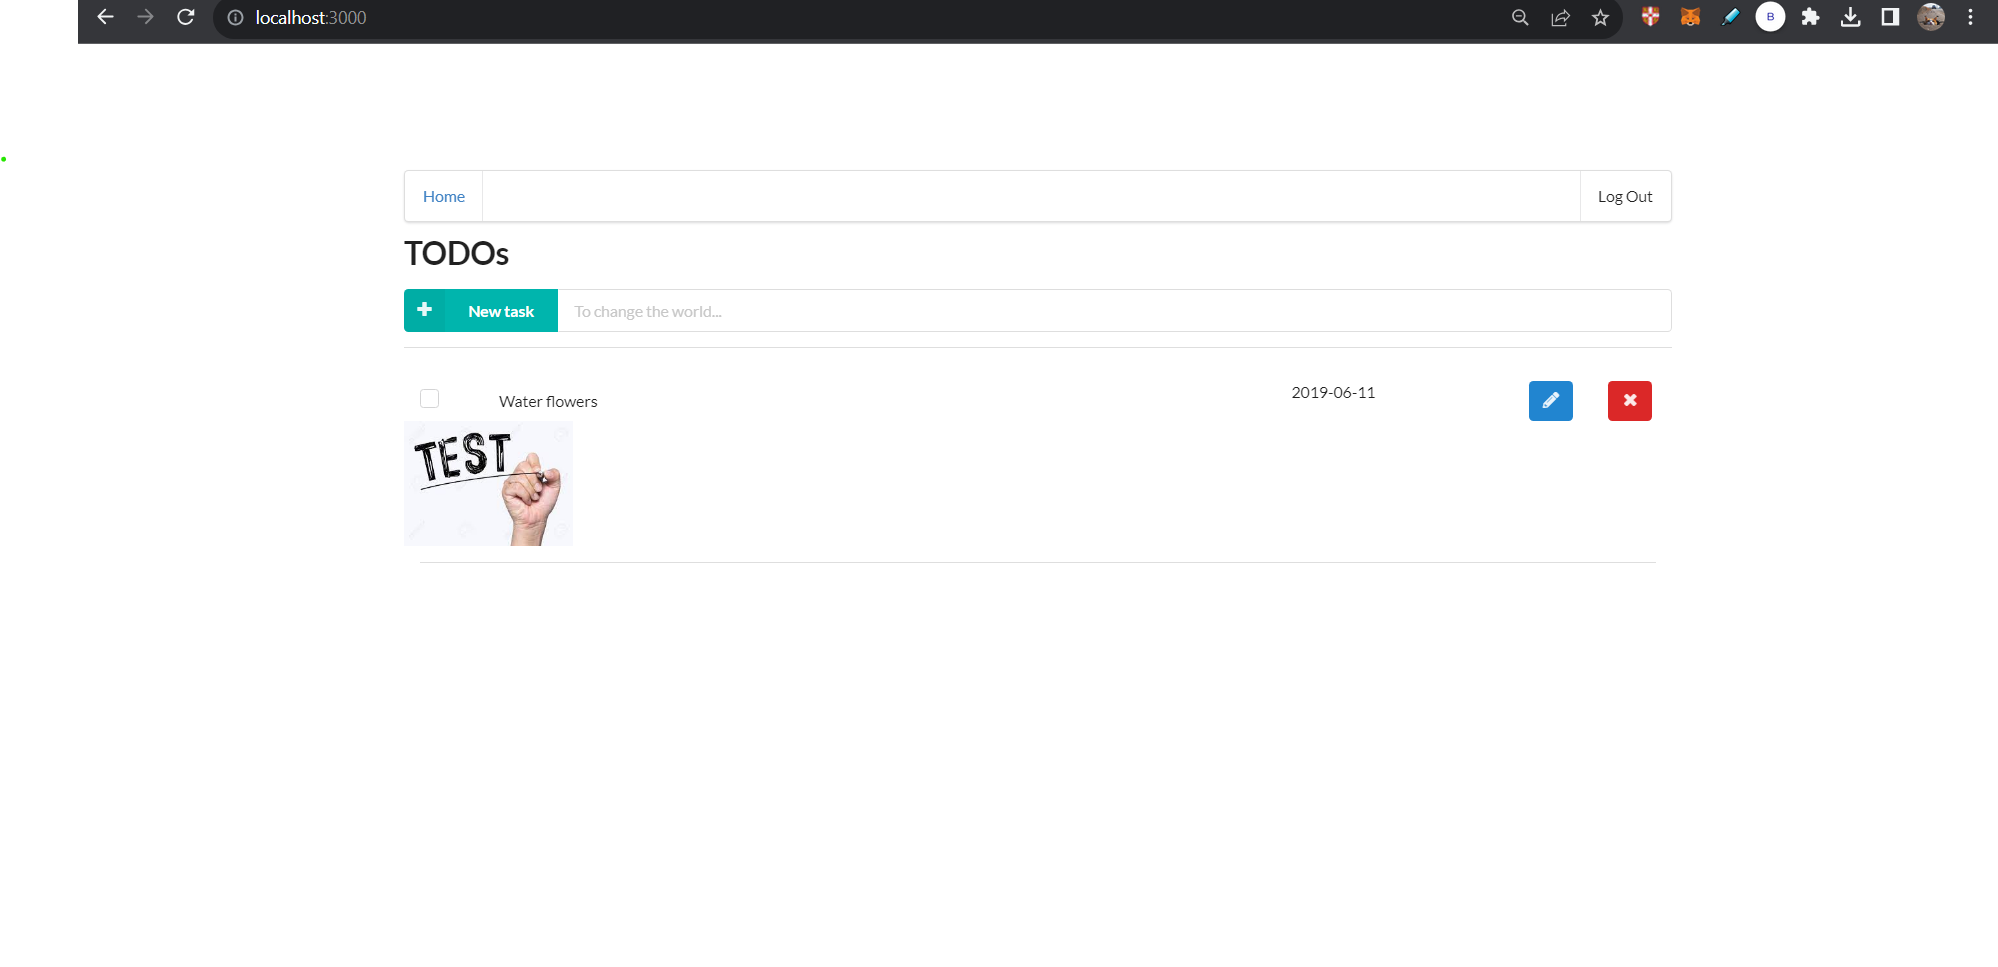 localhost:3000
B
Home
Log Out
TODOs
New task
To change the world...
Water flowers
2019-06-11
TEST